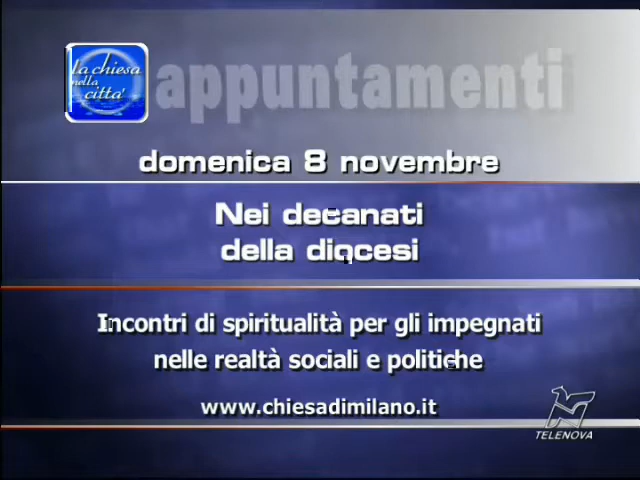 la chiesa
nella
citta'
appuntamenti
domenica 8 novembre
Nei decanati
della diocesi
Incontri di spiritualità per gli impegnati
nelle realtà sociali e politiche
www.chiesadimilano.it
TELENOVA